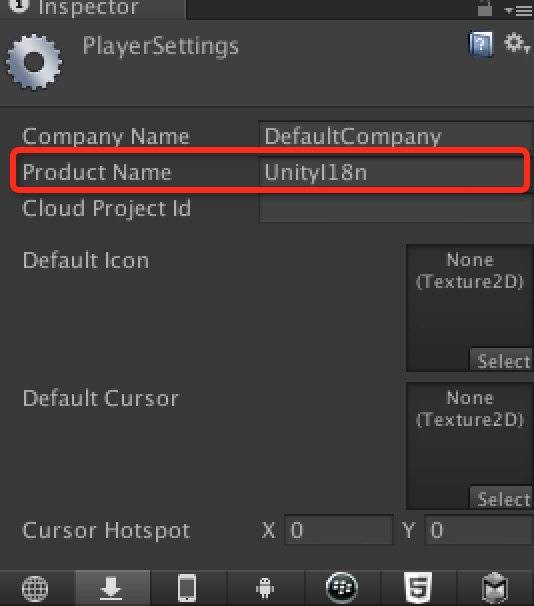 Inspector
PlayerSettings
Company Name DefaultCompany
Product Name UnityI18n
Cloud Project Id
Default Icon None
(Texture2D)
Select
Default Cursor None
(Texture2D)
Select
Cursor Hotspot X 0 Y 0